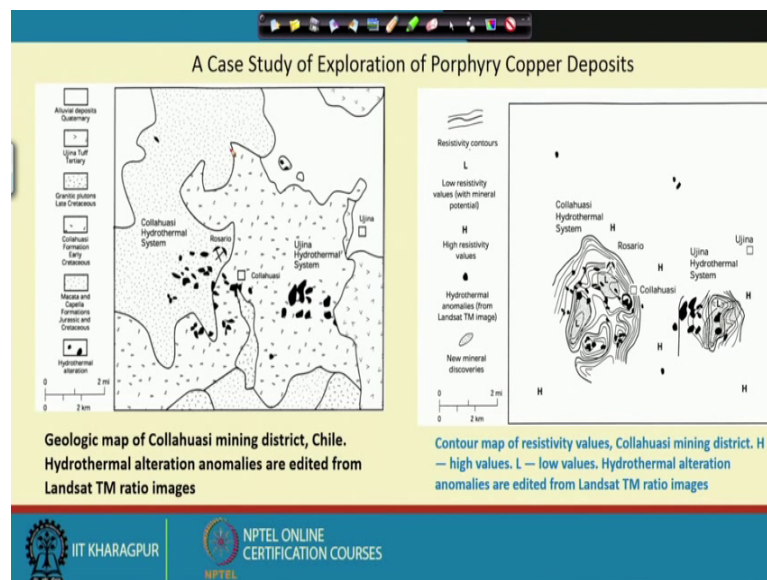 A Case Study of Exploration of Porphyry Copper Deposits
Alluvial deposits
Quaternary
Ujina Tuff
Tertiary
Granitic plutons
Late Cretaceous
Collahuasi
Formation
Early
Cretaceous
Macata and
Capella
Formations
Jurassic and
Cretaceous
Hydrothermal
alteration
0 2 mi
0 2 km
Collahuasi
Hydrothermal
System
Rosario
Collahuasi
Ujina
Hydrothermal
System
Ujina
Resistivity contours
L
Low resistivity
values (with mineral
potential)
H
High resistivity
values
Hydrothermal
anomalies (from
Landsat TM image)
New mineral
discoveries
0 2 mi
0 2 km
Collahuasi
Hydrothermal
System
H
Rosario
H
Collahuasi
Ujina
Hydrothermal
System
Ujina
H
H
H
H
Geologic map of Collahuasi mining district, Chile.
Hydrothermal alteration anomalies are edited from
Landsat TM ratio images
Contour map of resistivity values, Collahuasi mining district. H
— high values. L — low values. Hydrothermal alteration
anomalies are edited from Landsat TM ratio images
IIT KHARAGPUR
NPTEL ONLINE
CERTIFICATION COURSES
NPTEL